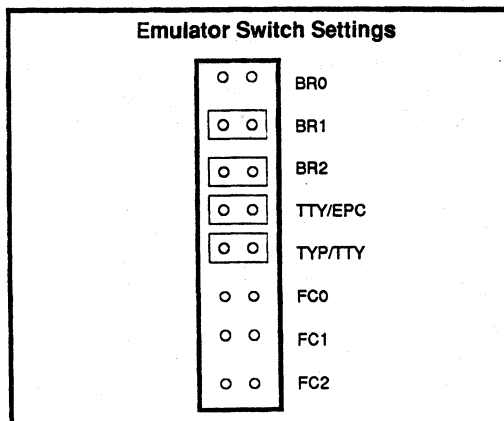 Emulator Switch Settings
BR0
BR1
BR2
TTY/EPC
TYP/TTY
FC0
FC1
FC2